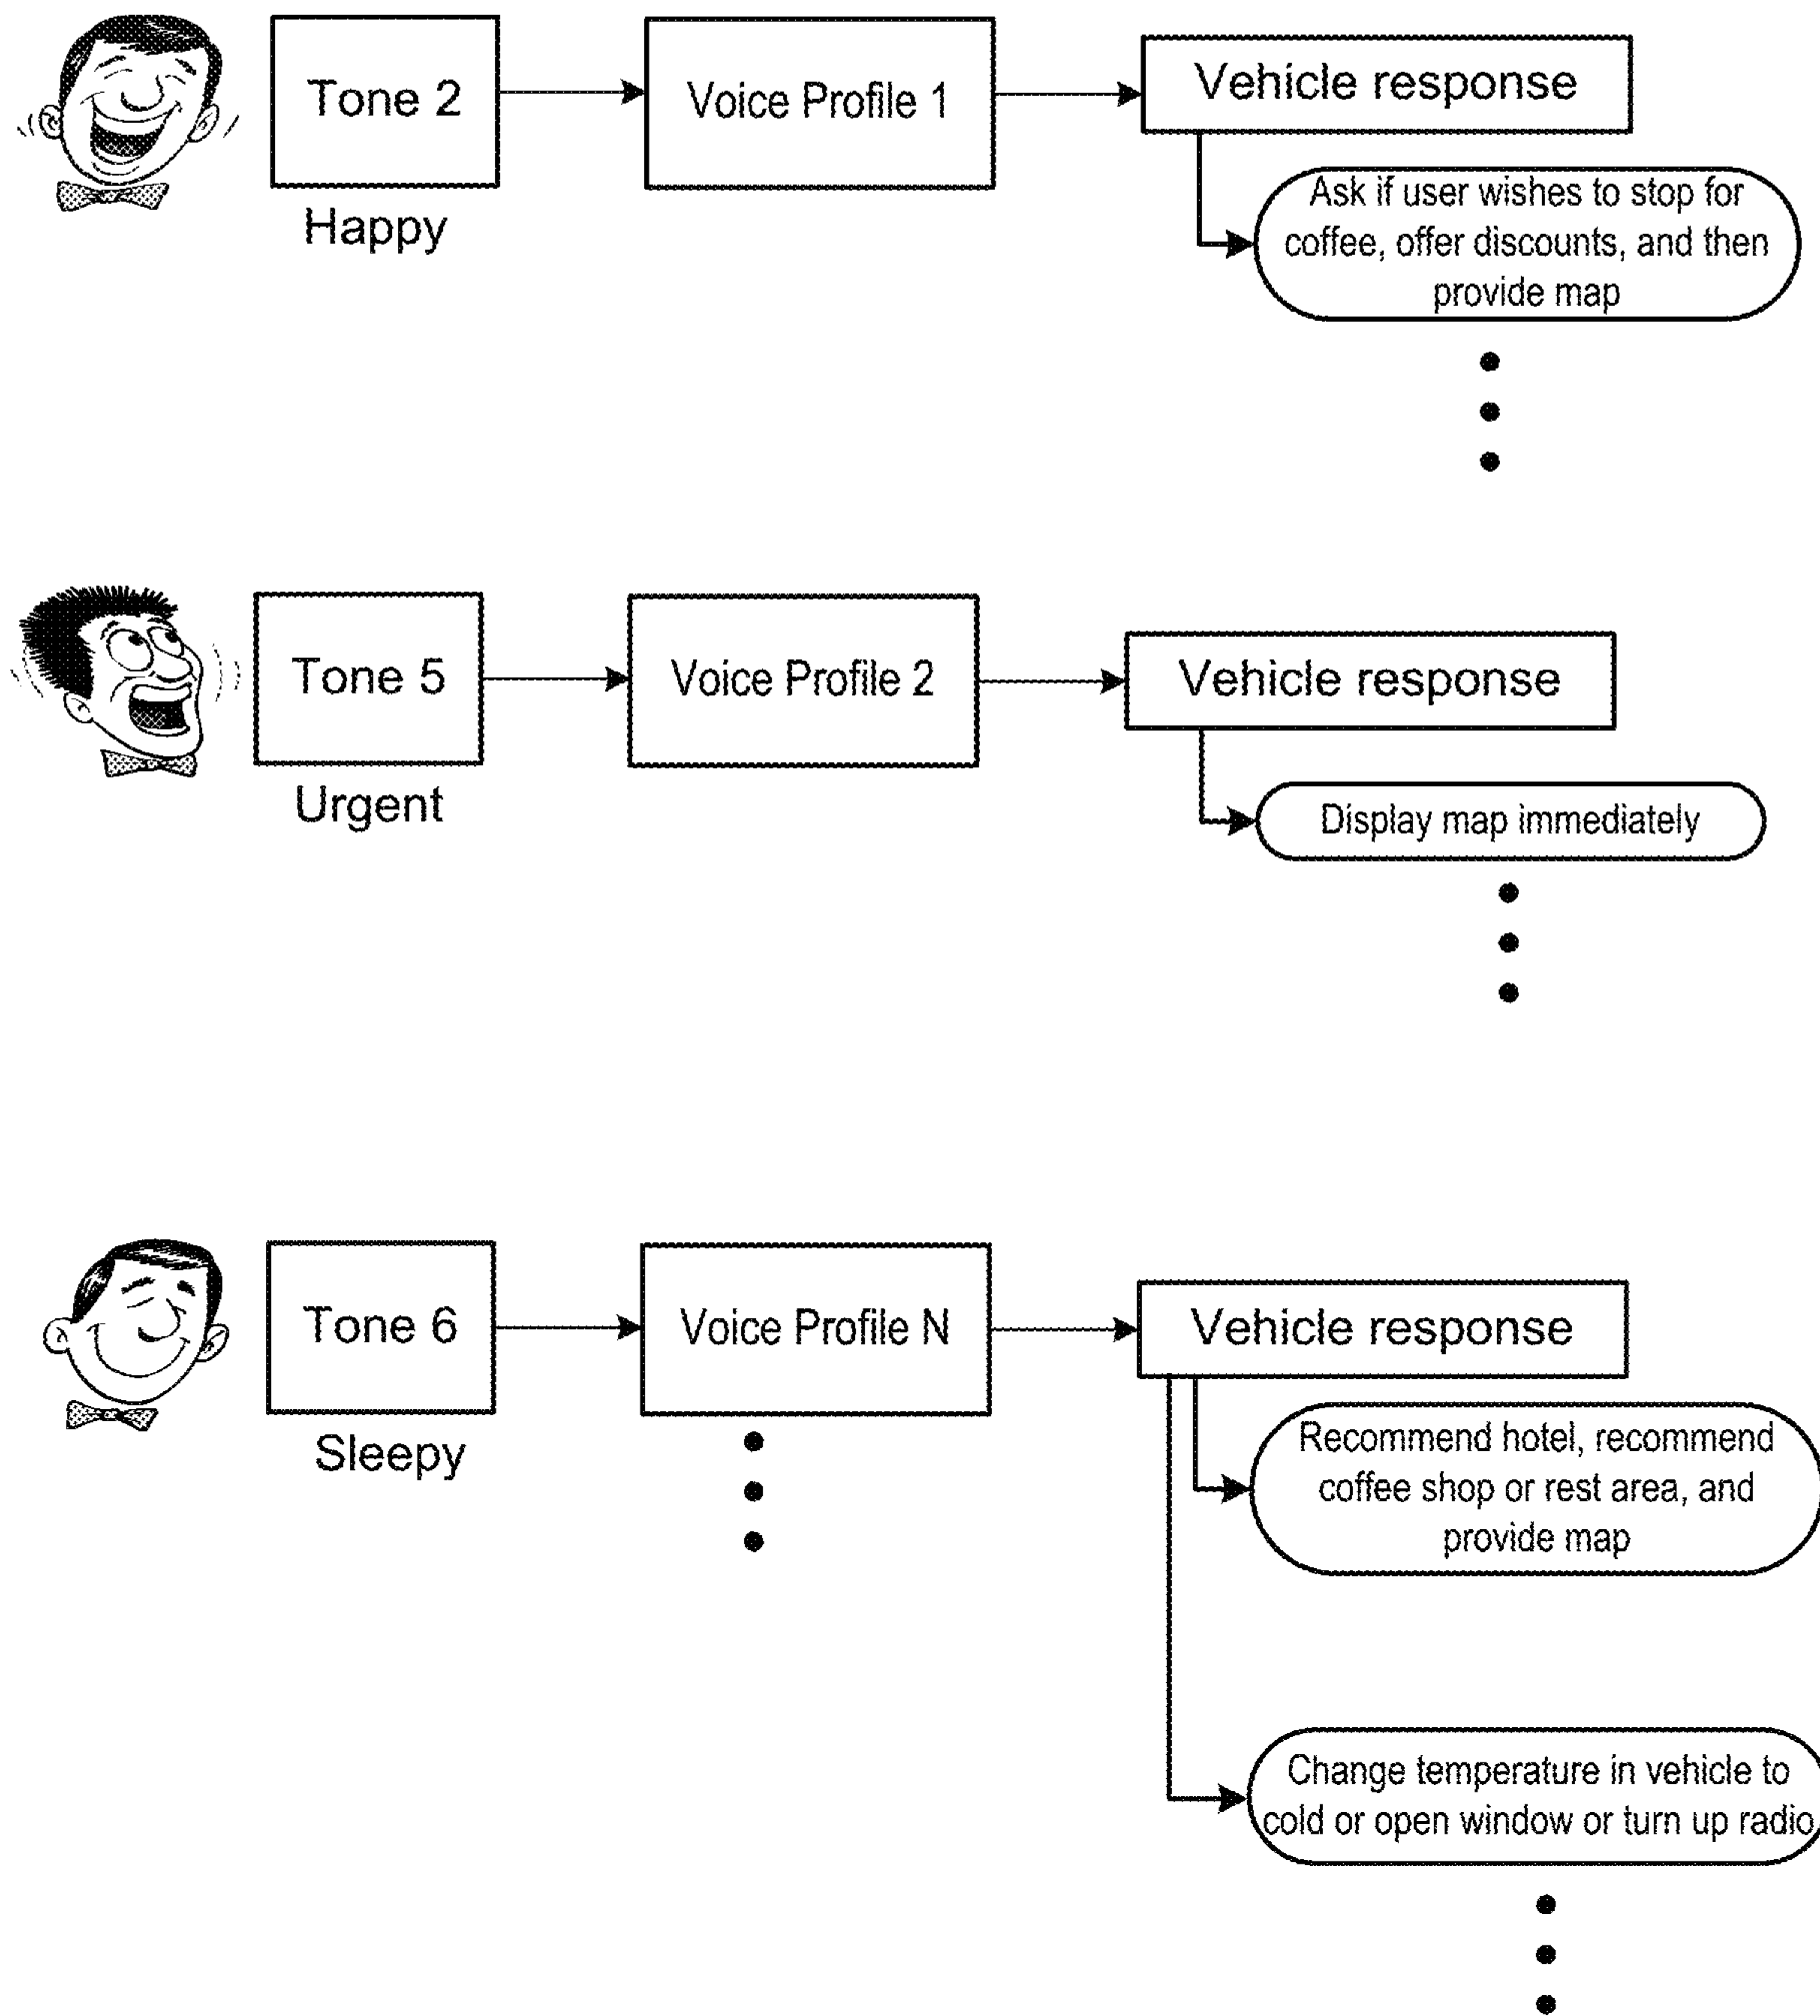 Tone 2
Happy
Voice Profile 1
Vehicle response
Ask if user wishes to stop for
coffee, offer discounts, and then
provide map
Tone 5
Urgent
Voice Profile 2
Vehicle response
Display map immediately
Tone 6
Sleepy
Voice Profile N
Vehicle response
Recommend hotel, recommend
coffee shop or rest area, and
provide map
Change temperature in vehicle to
cold or open window or turn up radio